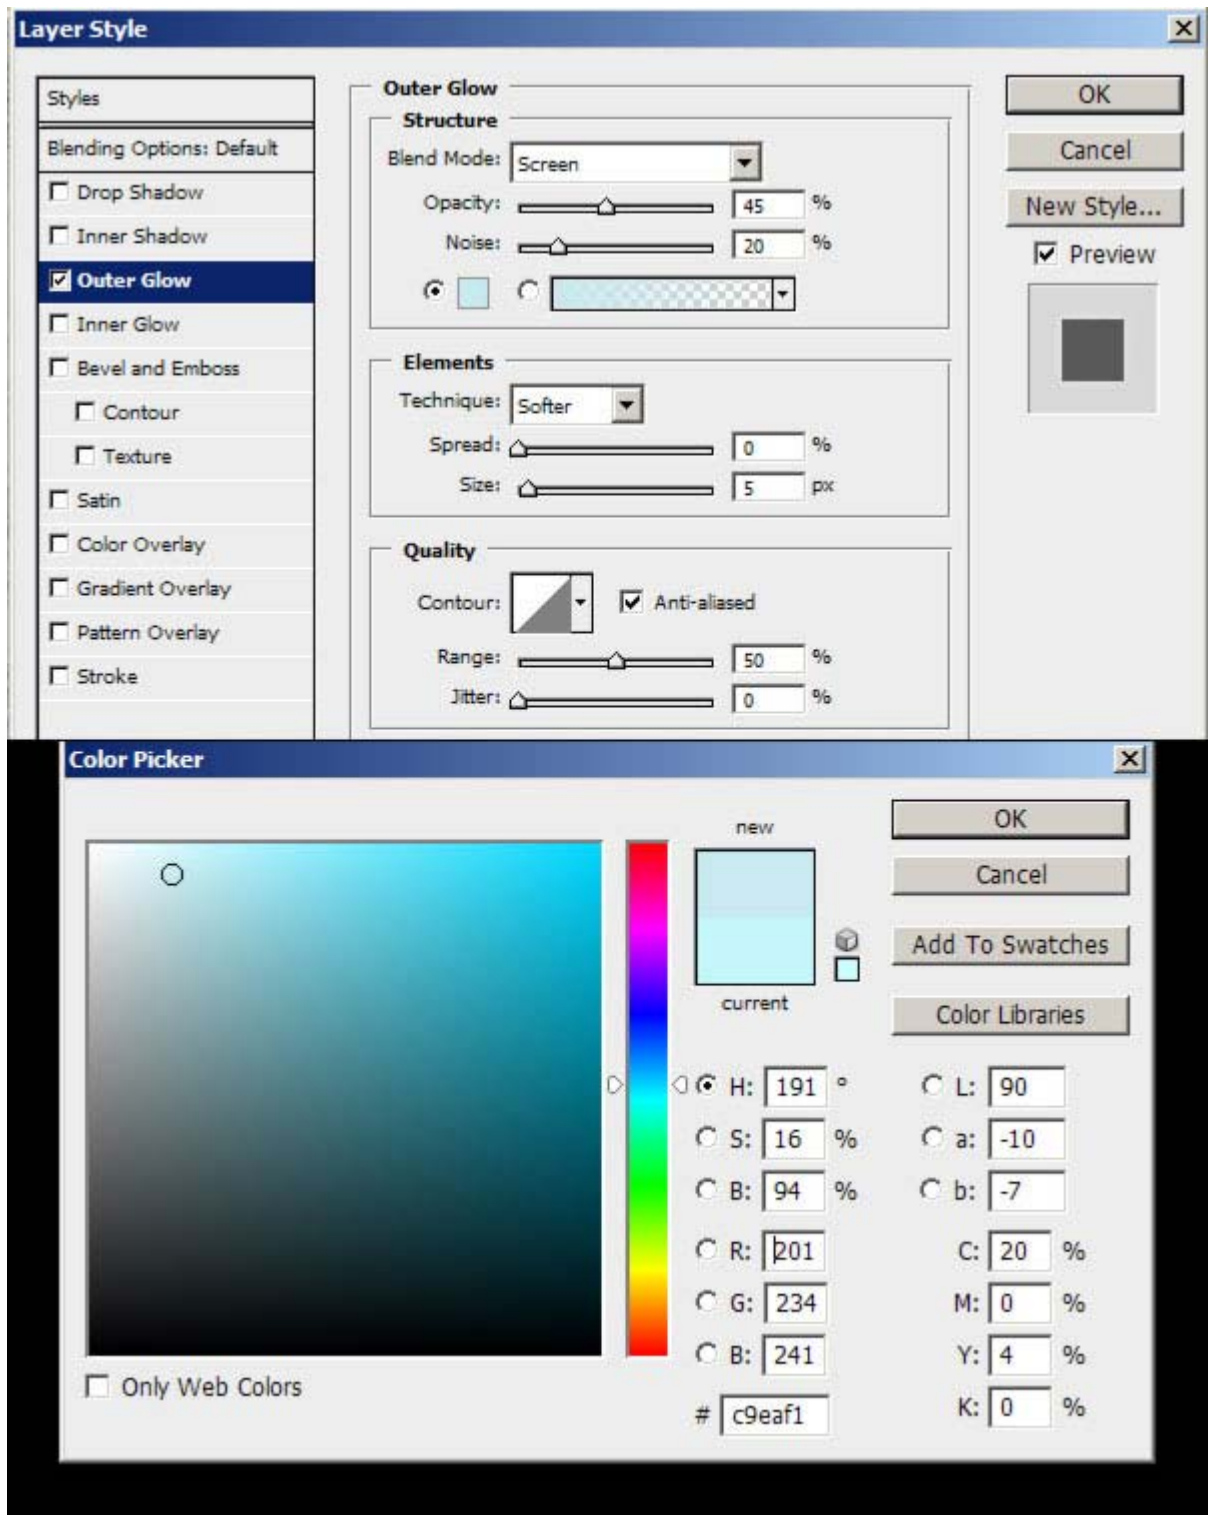 Layer Style
Styles
Blending Options: Default
Drop Shadow
Inner Shadow
Outer Glow
Inner Glow
Bevel and Emboss
Contour
Texture
Satin
Color Overlay
Gradient Overlay
Pattern Overlay
Stroke
Outer Glow
Structure
Blend Mode: Screen
Opacity: 45 %
Noise: 20 %
Elements
Technique: Softer
Spread: 0 %
Size: 5 px
Quality
Contour: Anti-aliased
Range: 50 %
Jitter: 0 %
OK
Cancel
New Style...
Preview
Color Picker
new
current
OK
Cancel
Add To Swatches
Color Libraries
H: 191 °
S: 16 %
B: 94 %
R: 201
G: 234
B: 241
# c9eaf1
L: 90
a: -10
b: -7
C: 20 %
M: 0 %
Y: 4 %
K: 0 %
Only Web Colors